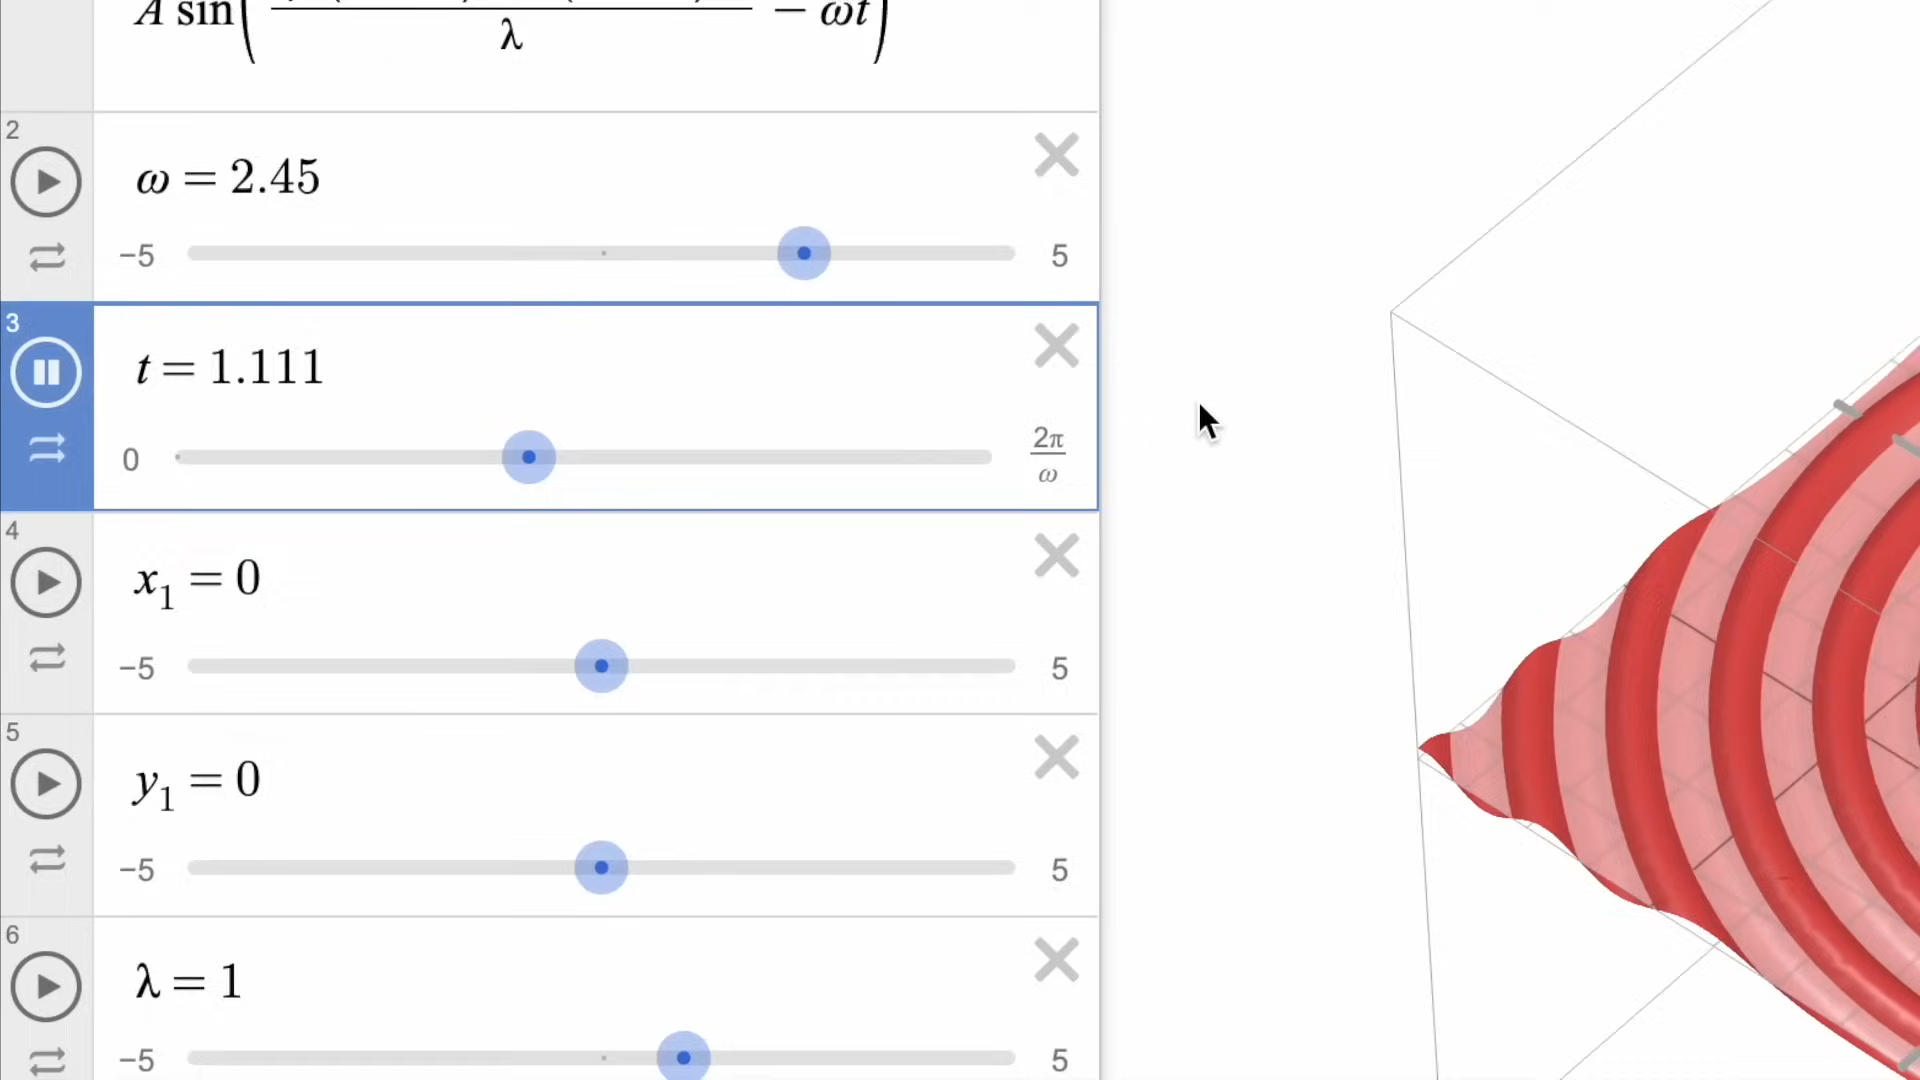 A sin( λ − ωt)
2
ω = 2.45
−5 5
3
t = 1.111
0 2π/ω
4
x₁ = 0
−5 5
5
y₁ = 0
−5 5
6
λ = 1
−5 5